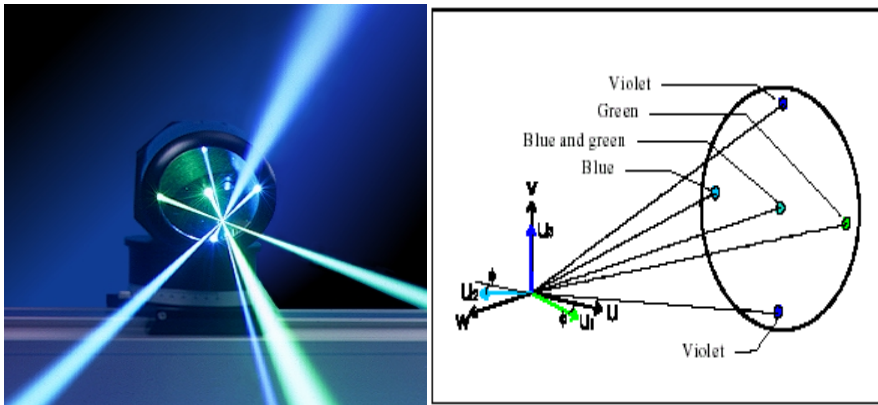 Violet
Green
Blue and green
Blue
V
U3
φ
U2
W
φ
U1
U
Violet